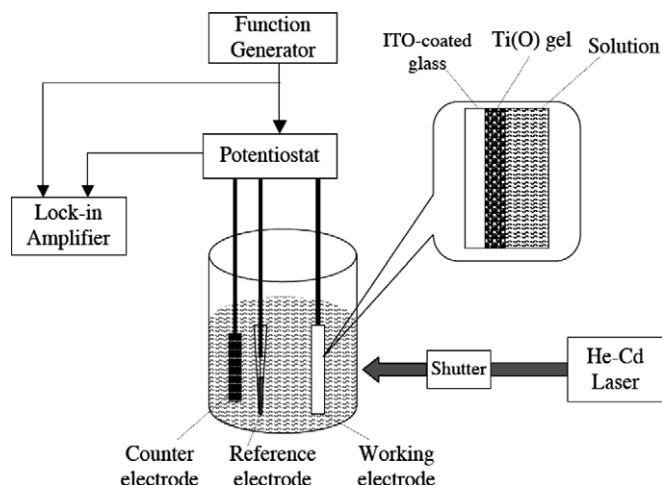 Function
Generator
ITO-coated
glass
Ti(O) gel
Solution
Potentiostat
Lock-in
Amplifier
He-Cd
Laser
Shutter
Counter
electrode
Reference
electrode
Working
electrode